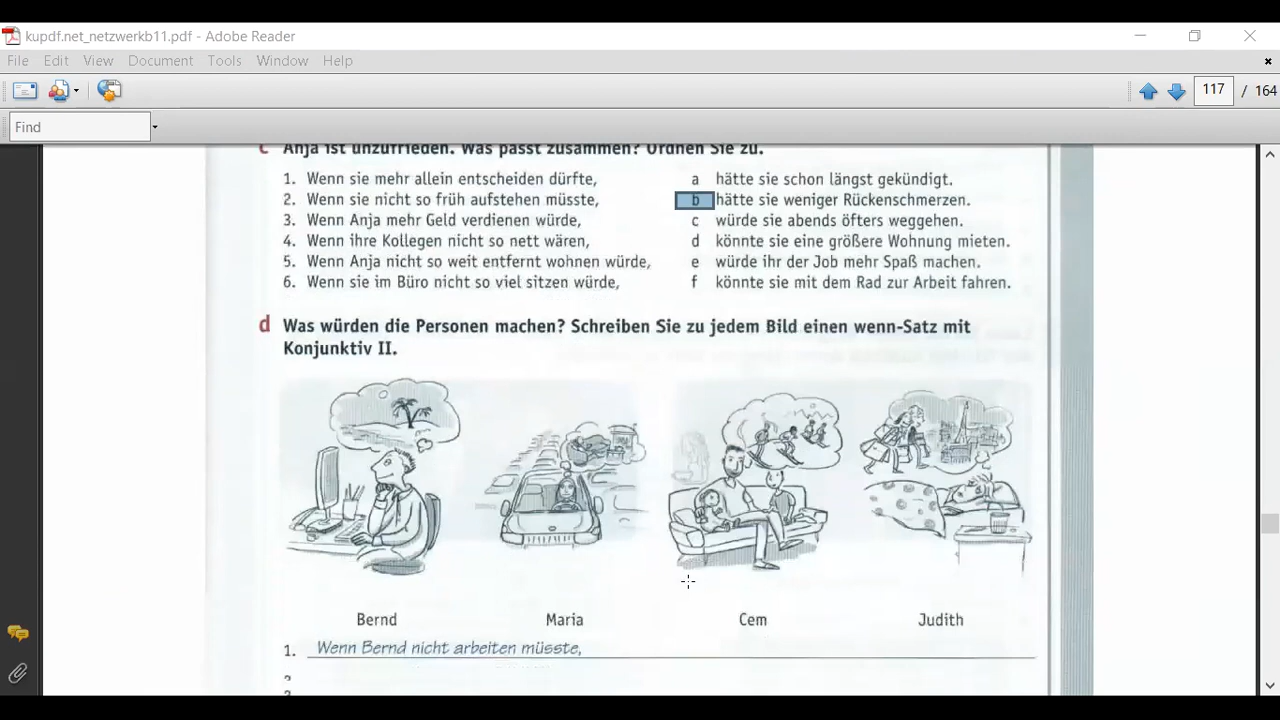 kupdf.net_netzwerkb11.pdf - Adobe Reader
File Edit View Document Tools Window Help
117 / 164
Find
c Anja ist unzufrieden. Was passt zusammen? Ordnen Sie zu.
1. Wenn sie mehr allein entscheiden dürfte,
2. Wenn sie nicht so früh aufstehen müsste,
3. Wenn Anja mehr Geld verdienen würde,
4. Wenn ihre Kollegen nicht so nett wären,
5. Wenn Anja nicht so weit entfernt wohnen würde,
6. Wenn sie im Büro nicht so viel sitzen würde,
a hätte sie schon längst gekündigt.
b hätte sie weniger Rückenschmerzen.
c würde sie abends öfters weggehen.
d könnte sie eine größere Wohnung mieten.
e würde ihr der Job mehr Spaß machen.
f könnte sie mit dem Rad zur Arbeit fahren.
d Was würden die Personen machen? Schreiben Sie zu jedem Bild einen wenn-Satz mit
Konjunktiv II.
Bernd Maria Cem Judith
1. Wenn Bernd nicht arbeiten müsste,